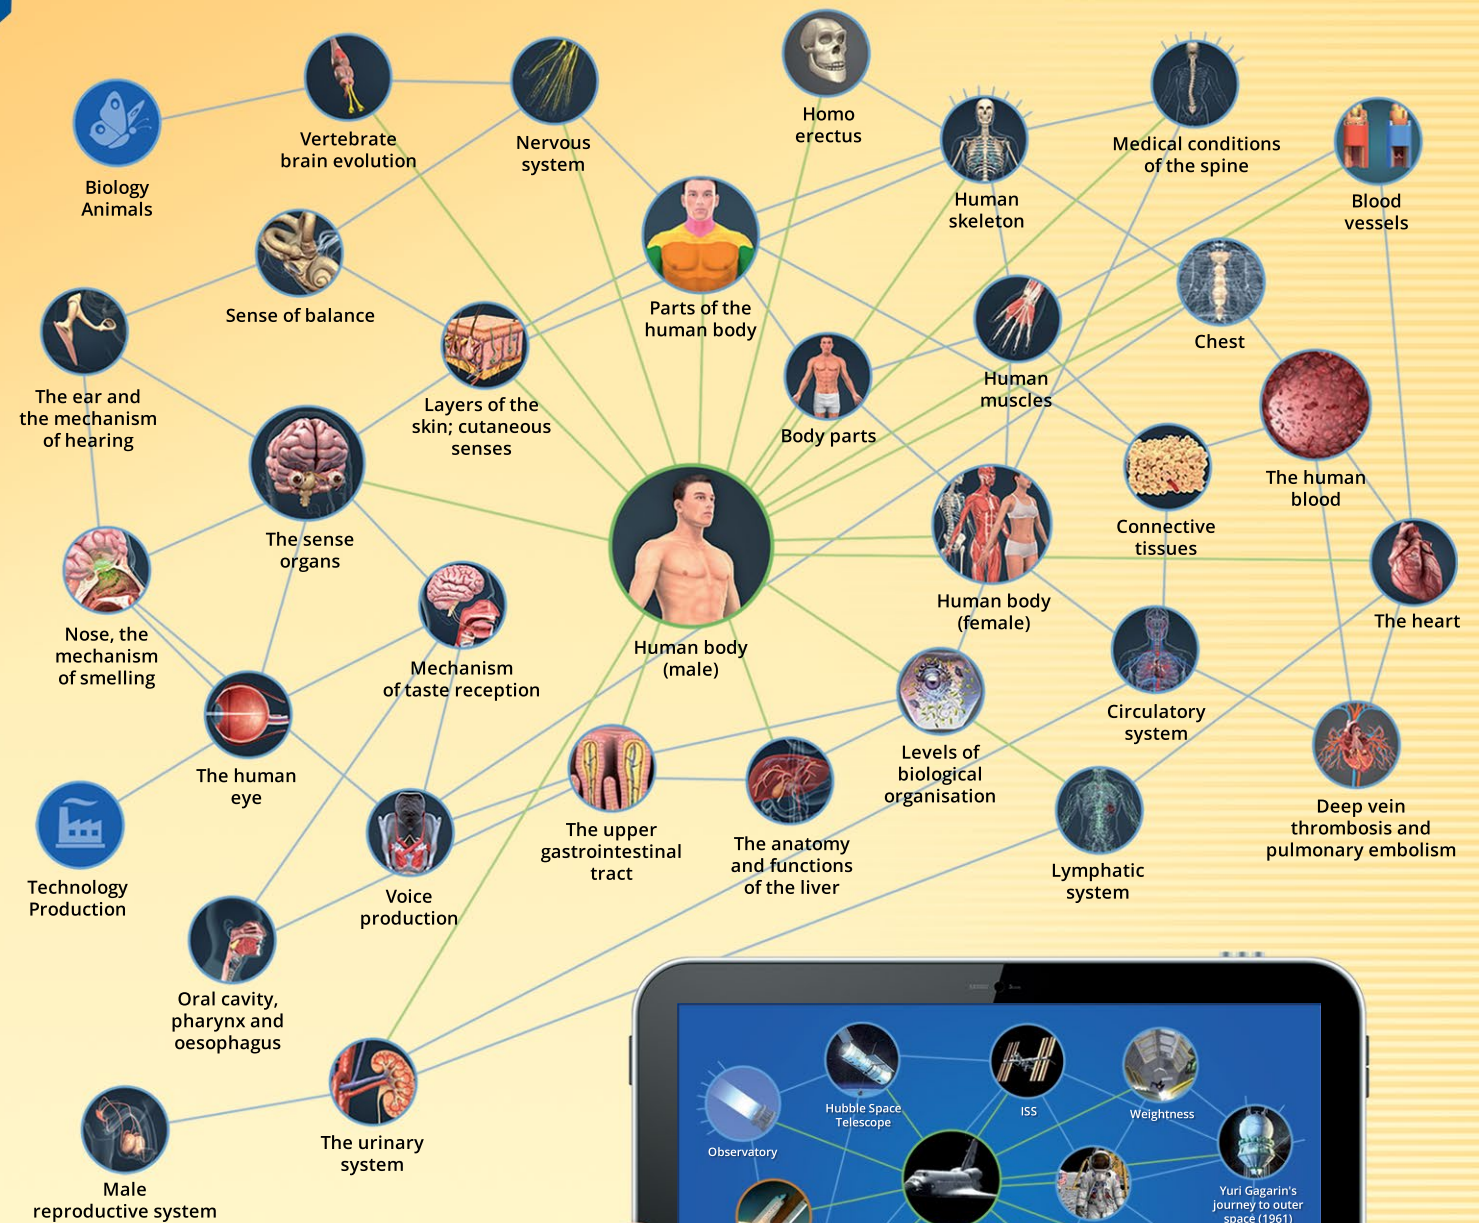 Homo
erectus
Vertebrate
brain evolution
Nervous
system
Medical conditions
of the spine
Biology
Animals
Human
skeleton
Blood
vessels
Sense of balance
Parts of the
human body
Chest
The ear and
the mechanism
of hearing
Layers of the
skin; cutaneous
senses
Human
muscles
Body parts
The human
blood
The sense
organs
Connective
tissues
Human body
(female)
The heart
Nose, the
mechanism
of smelling
Human body
(male)
Mechanism
of taste reception
Circulatory
system
The human
eye
Levels of
biological
organisation
Deep vein
thrombosis and
pulmonary embolism
The upper
gastrointestinal
tract
The anatomy
and functions
of the liver
Technology
Production
Voice
production
Lymphatic
system
Oral cavity,
pharynx and
oesophagus
The urinary
system
Male
reproductive system
Hubble Space
Telescope
ISS
Weightness
Observatory
Yuri Gagarin's
journey to outer
space (1961)